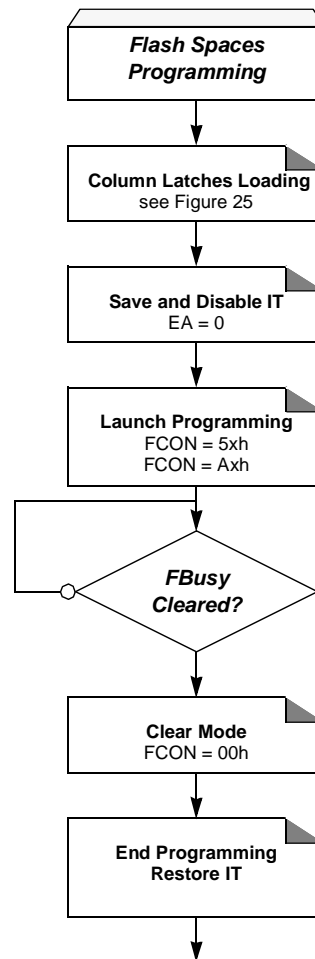 Flash Spaces
Programming
Column Latches Loading
see Figure 25
Save and Disable IT
EA = 0
Launch Programming
FCON = 5xh
FCON = Axh
FBusy
Cleared?
Clear Mode
FCON = 00h
End Programming
Restore IT